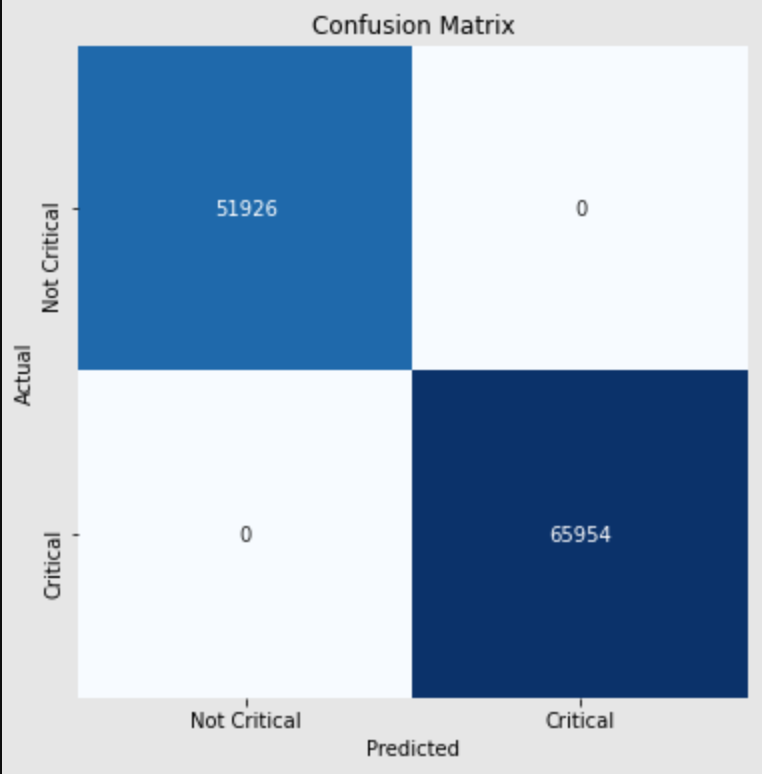 Confusion Matrix
Actual
Not Critical
51926
0
Critical
0
65954
Not Critical
Critical
Predicted